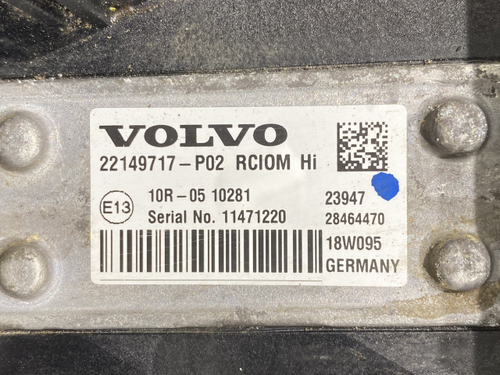 VOLVO
22149717-P02 RCIOM Hi
E13
10R-05 10281
23947
Serial No. 11471220
28464470
18W095
GERMANY